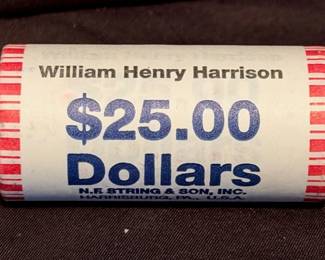 William Henry Harrison
$25.00
Dollars
N.F. STRING & SON, INC.
HARRISBURG, PA., U.S.A.